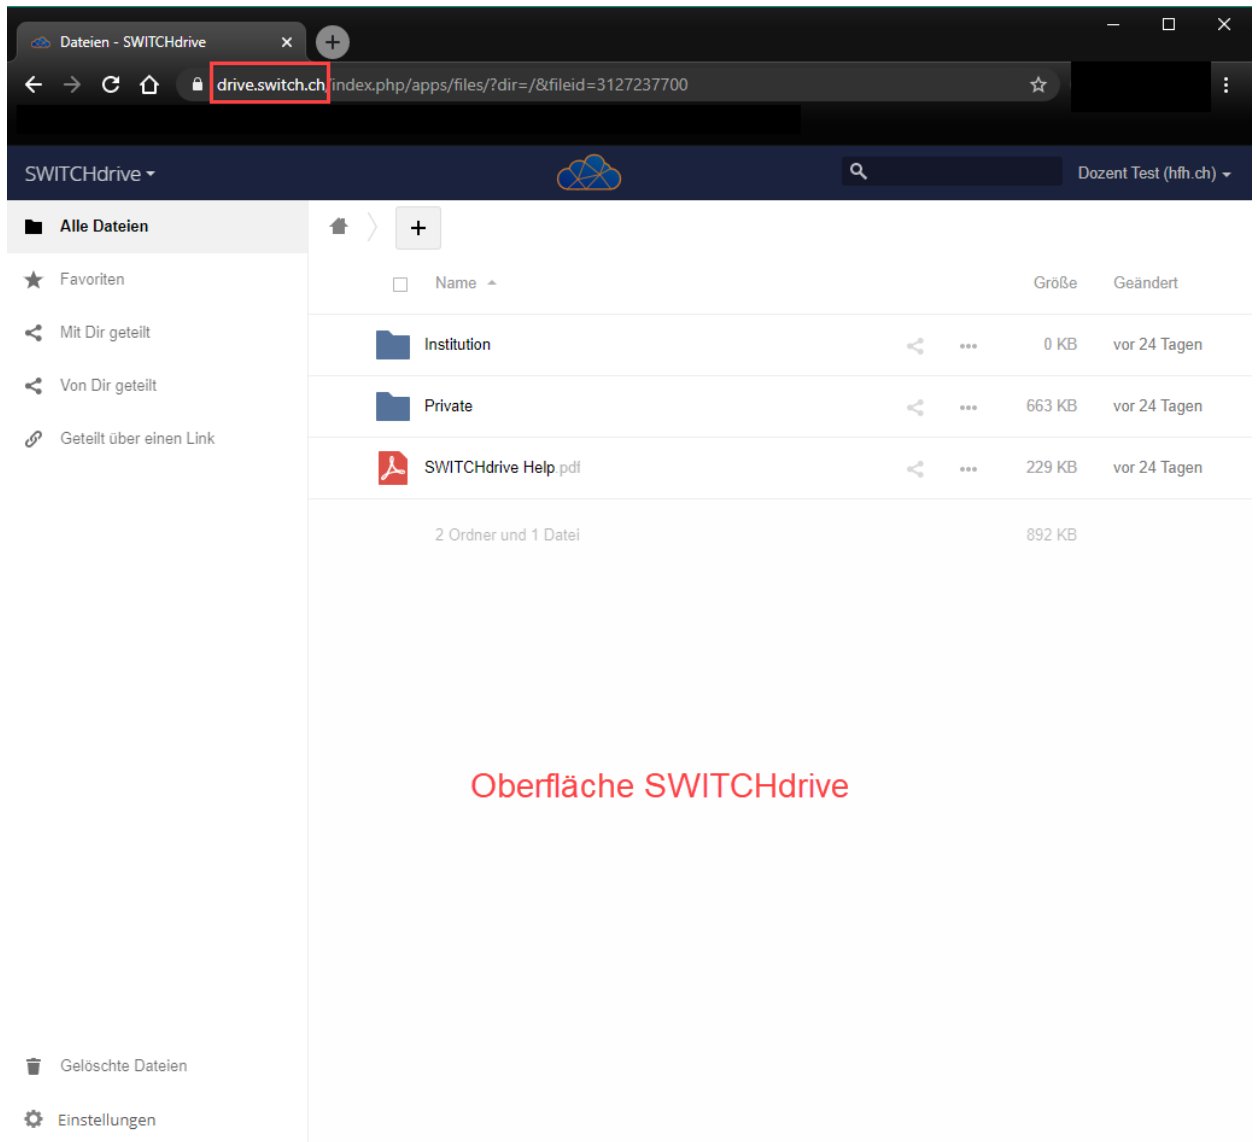 Dateien - SWITCHdrive
drive.switch.ch/index.php/apps/files/?dir=/&fileid=3127237700
SWITCHdrive
Dozent Test (hfh.ch)
Alle Dateien
Favoriten
Mit Dir geteilt
Von Dir geteilt
Geteilt über einen Link
Name Größe Geändert
Institution 0 KB vor 24 Tagen
Private 663 KB vor 24 Tagen
SWITCHdrive Help.pdf 229 KB vor 24 Tagen
2 Ordner und 1 Datei 892 KB
Oberfläche SWITCHdrive
Gelöschte Dateien
Einstellungen